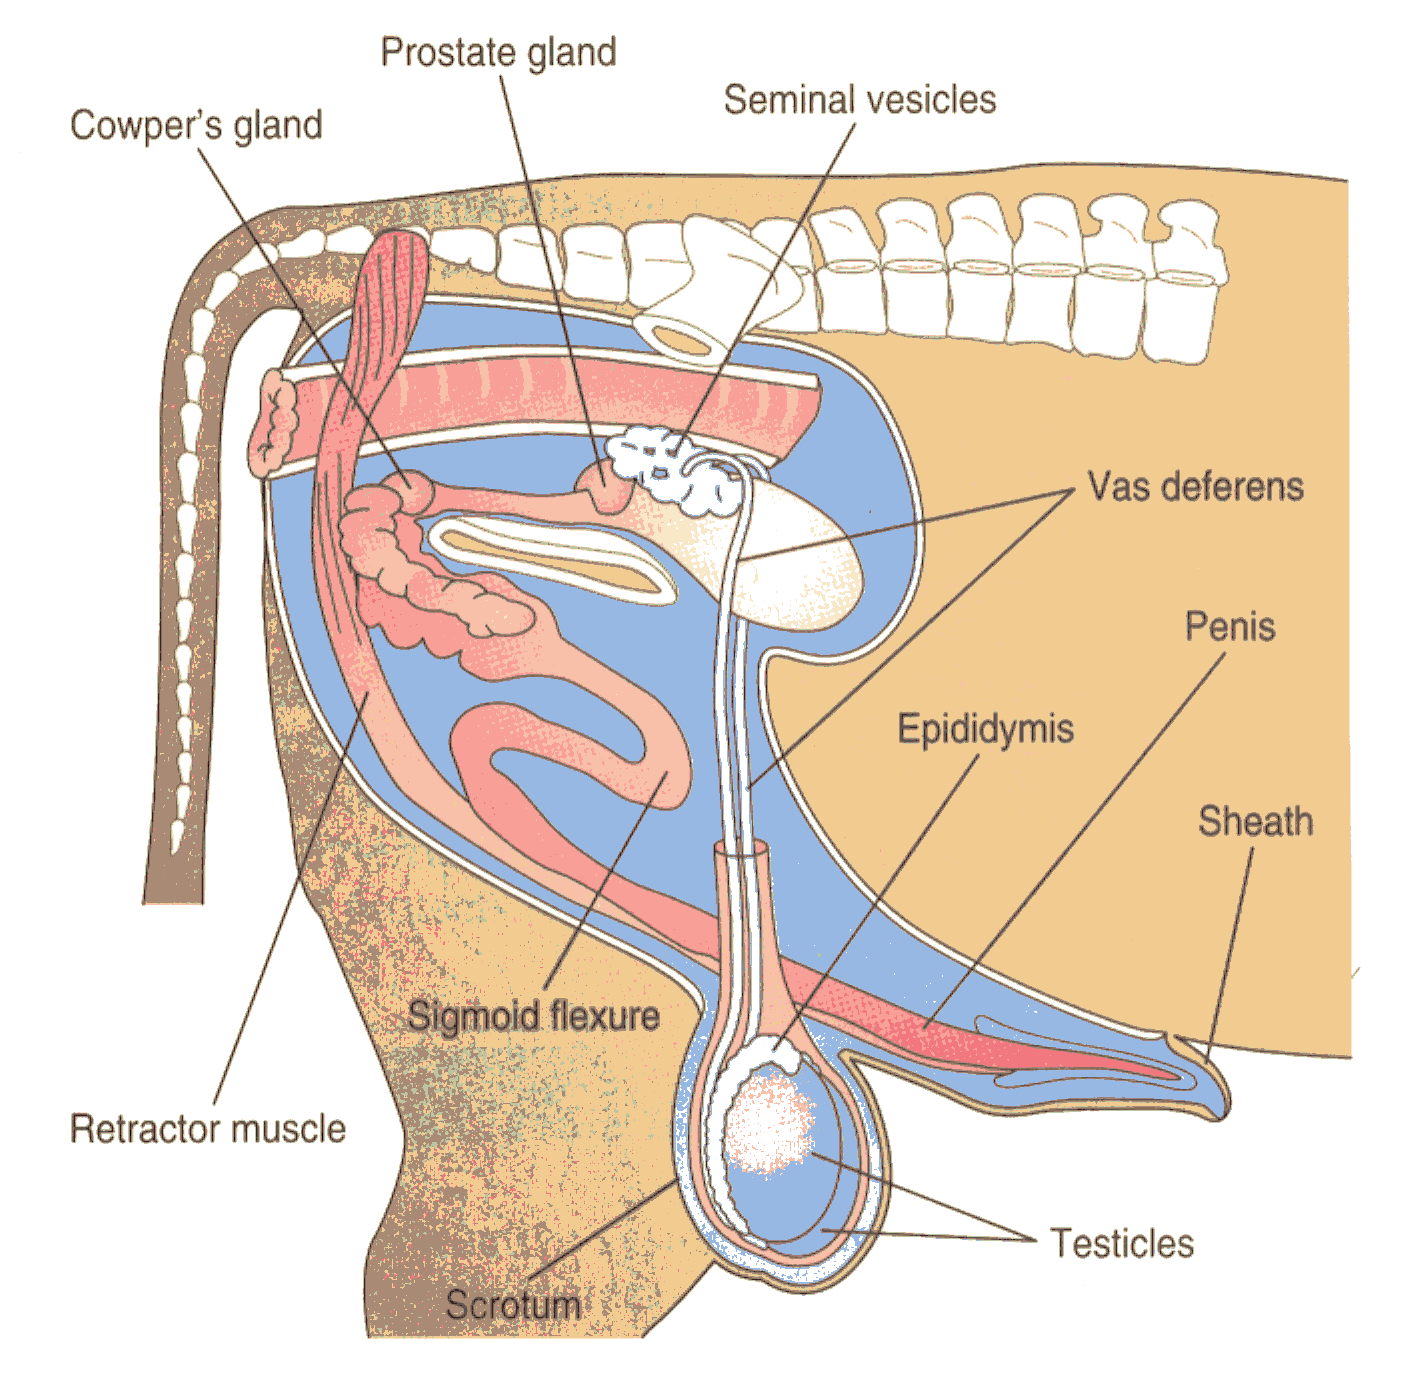 Prostate gland
Seminal vesicles
Cowper's gland
Vas deferens
Penis
Epididymis
Sheath
Sigmoid flexure
Retractor muscle
Testicles
Scrotum